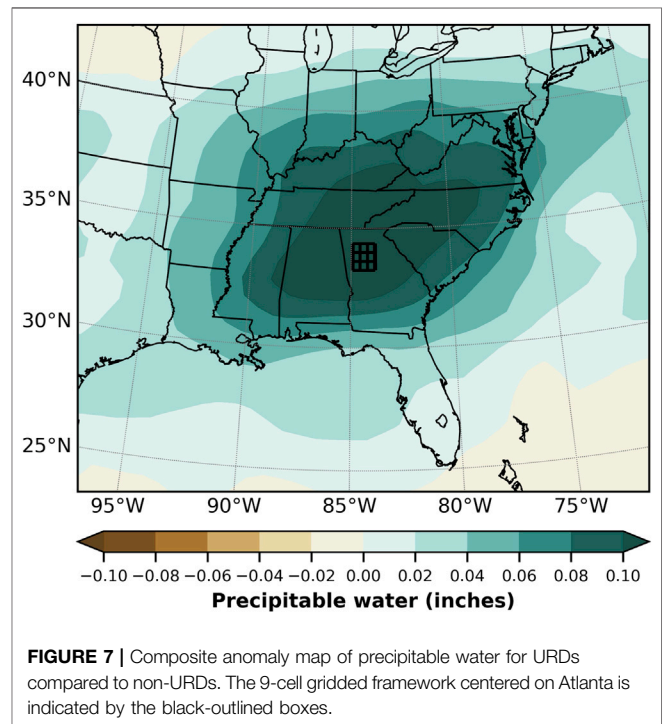 40°N
35°N
30°N
25°N
95°W 90°W 85°W 80°W 75°W
−0.10 −0.08 −0.06 −0.04 −0.02 0.00 0.02 0.04 0.06 0.08 0.10
Precipitable water (inches)
FIGURE 7 | Composite anomaly map of precipitable water for URDs
compared to non-URDs. The 9-cell gridded framework centered on Atlanta is
indicated by the black-outlined boxes.